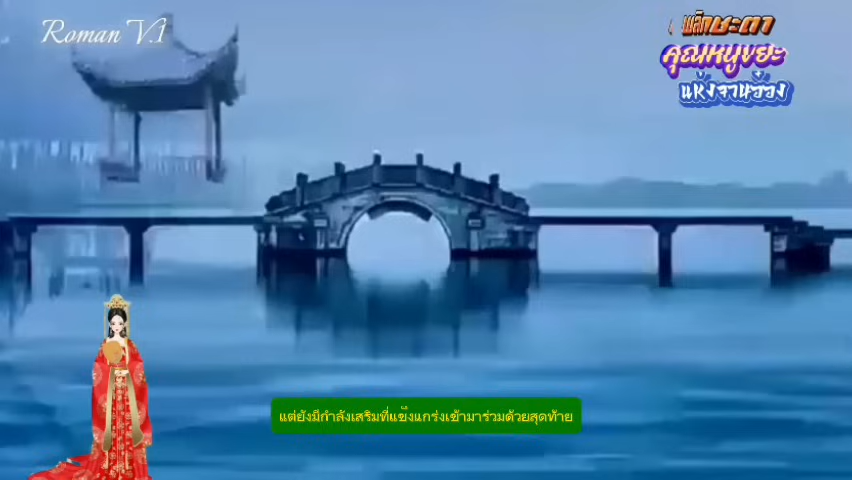 Roman V.1
พลิกชะตา
คุณหนูขยะ
แห่งจวนอ๋อง
แต่ยังมีกำลังเสริมที่แข็งแกร่งเข้ามาร่วมด้วยสุดท้าย